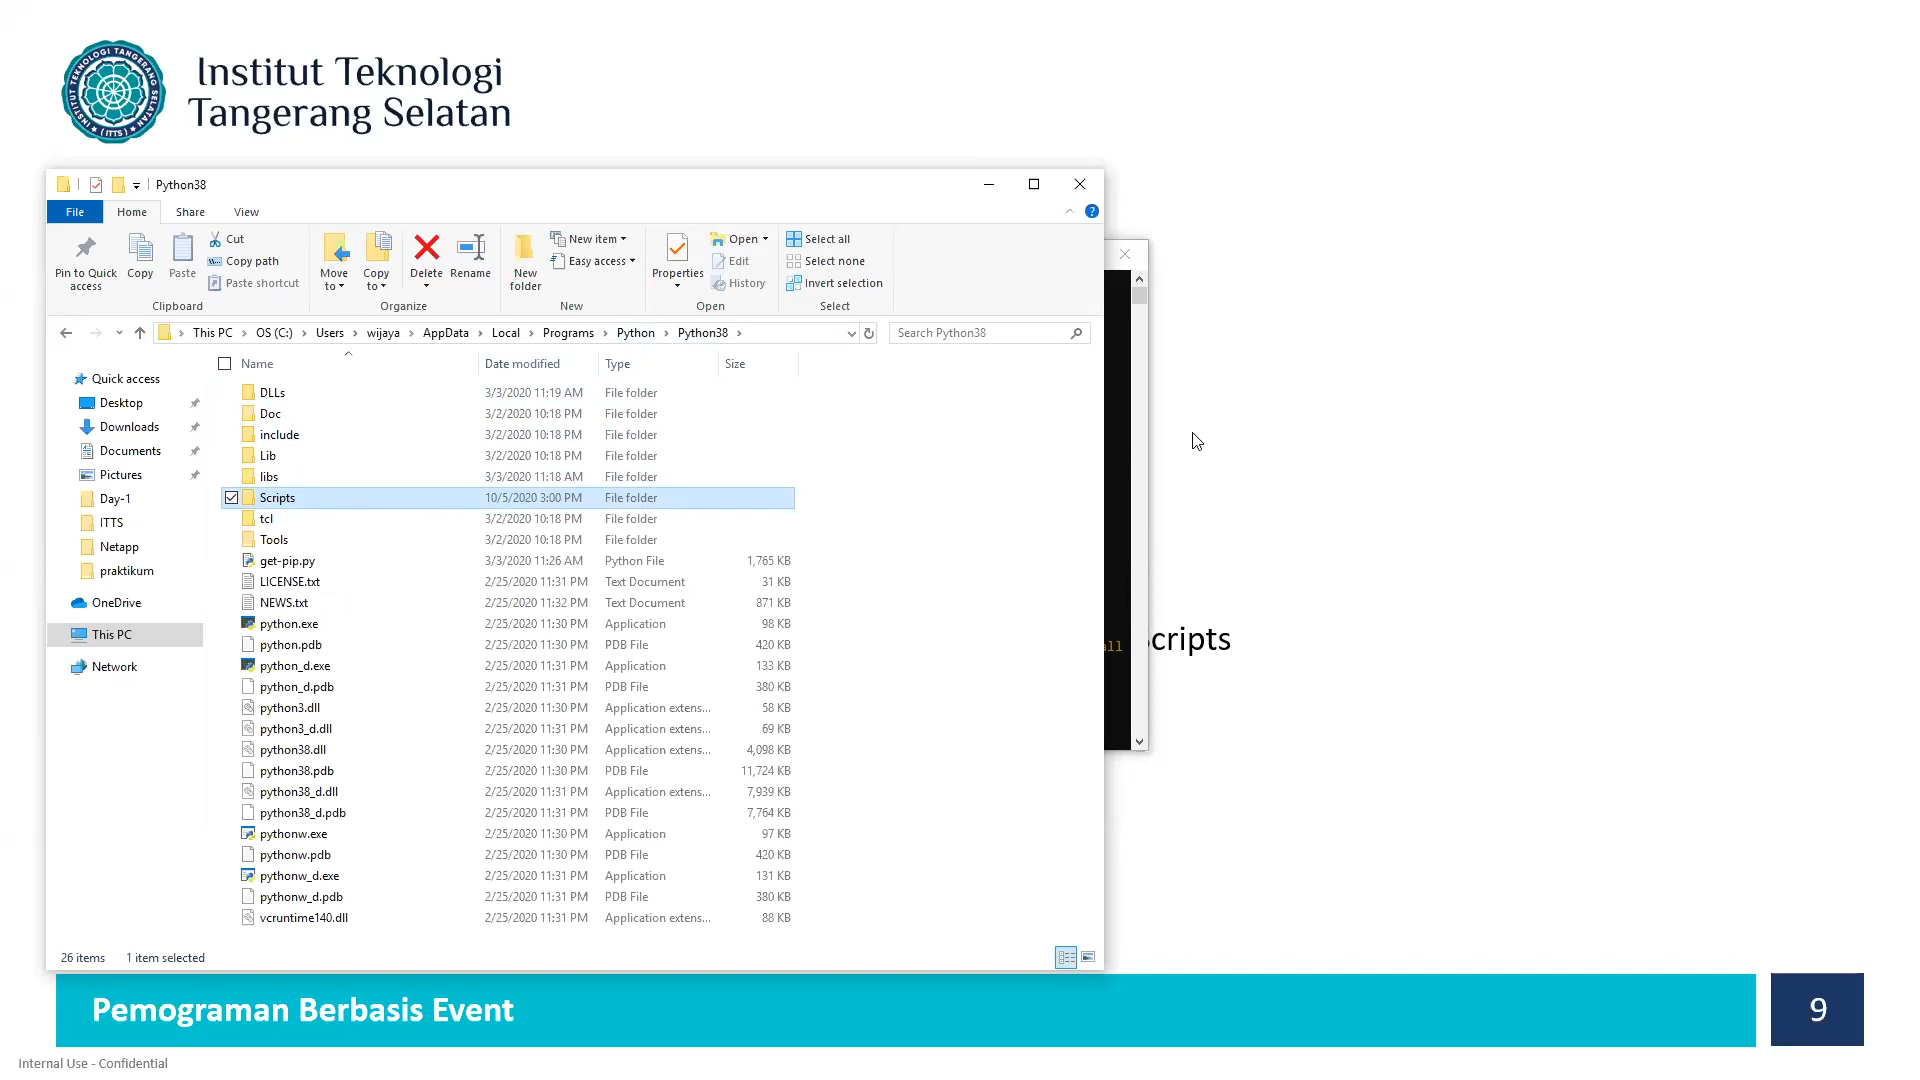 Institut Teknologi
Tangerang Selatan
INSTITUT TEKNOLOGI TANGERANG SELATAN (ITTS)
Python38
File Home Share View
Pin to Quick access
Copy
Paste
Cut
Copy path
Paste shortcut
Clipboard
Move to
Copy to
Delete
Rename
Organize
New folder
New item
Easy access
New
Properties
Open
Edit
History
Open
Select all
Select none
Invert selection
Select
This PC > OS (C:) > Users > wijaya > AppData > Local > Programs > Python > Python38 >
Search Python38
Quick access
Desktop
Downloads
Documents
Pictures
Day-1
ITTS
Netapp
praktikum
OneDrive
This PC
Network
Name Date modified Type Size
DLLs 3/3/2020 11:19 AM File folder
Doc 3/2/2020 10:18 PM File folder
include 3/2/2020 10:18 PM File folder
Lib 3/2/2020 10:18 PM File folder
libs 3/3/2020 11:18 AM File folder
Scripts 10/5/2020 3:00 PM File folder
tcl 3/2/2020 10:18 PM File folder
Tools 3/2/2020 10:18 PM File folder
get-pip.py 3/3/2020 11:26 AM Python File 1,765 KB
LICENSE.txt 2/25/2020 11:31 PM Text Document 31 KB
NEWS.txt 2/25/2020 11:32 PM Text Document 871 KB
python.exe 2/25/2020 11:30 PM Application 98 KB
python.pdb 2/25/2020 11:30 PM PDB File 420 KB
python_d.exe 2/25/2020 11:31 PM Application 133 KB
python_d.pdb 2/25/2020 11:31 PM PDB File 380 KB
python3.dll 2/25/2020 11:30 PM Application extens... 58 KB
python3_d.dll 2/25/2020 11:31 PM Application extens... 69 KB
python38.dll 2/25/2020 11:30 PM Application extens... 4,098 KB
python38.pdb 2/25/2020 11:30 PM PDB File 11,724 KB
python38_d.dll 2/25/2020 11:31 PM Application extens... 7,939 KB
python38_d.pdb 2/25/2020 11:31 PM PDB File 7,764 KB
pythonw.exe 2/25/2020 11:30 PM Application 97 KB
pythonw.pdb 2/25/2020 11:30 PM PDB File 420 KB
pythonw_d.exe 2/25/2020 11:31 PM Application 131 KB
pythonw_d.pdb 2/25/2020 11:31 PM PDB File 380 KB
vcruntime140.dll 2/25/2020 11:31 PM Application extens... 88 KB
26 items 1 item selected
cripts
Pemograman Berbasis Event
9
Internal Use - Confidential